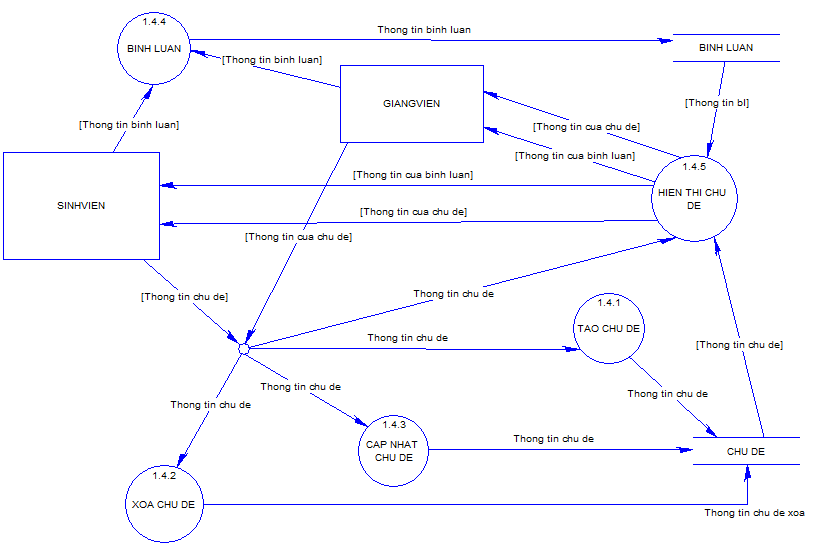 1.4.4
BINH LUAN
Thong tin binh luan
BINH LUAN
[Thong tin binh luan]
GIANGVIEN
[Thong tin bl]
[Thong tin binh luan]
[Thong tin cua chu de]
[Thong tin cua binh luan]
1.4.5
HIEN THI CHU
DE
[Thong tin cua binh luan]
SINHVIEN
[Thong tin cua chu de]
[Thong tin cua chu de]
[Thong tin chu de]
Thong tin chu de
1.4.1
TAO CHU DE
Thong tin chu de
[Thong tin chu de]
Thong tin chu de
Thong tin chu de
Thong tin chu de
1.4.3
CAP NHAT
CHU DE
Thong tin chu de
CHU DE
1.4.2
XOA CHU DE
Thong tin chu de xoa